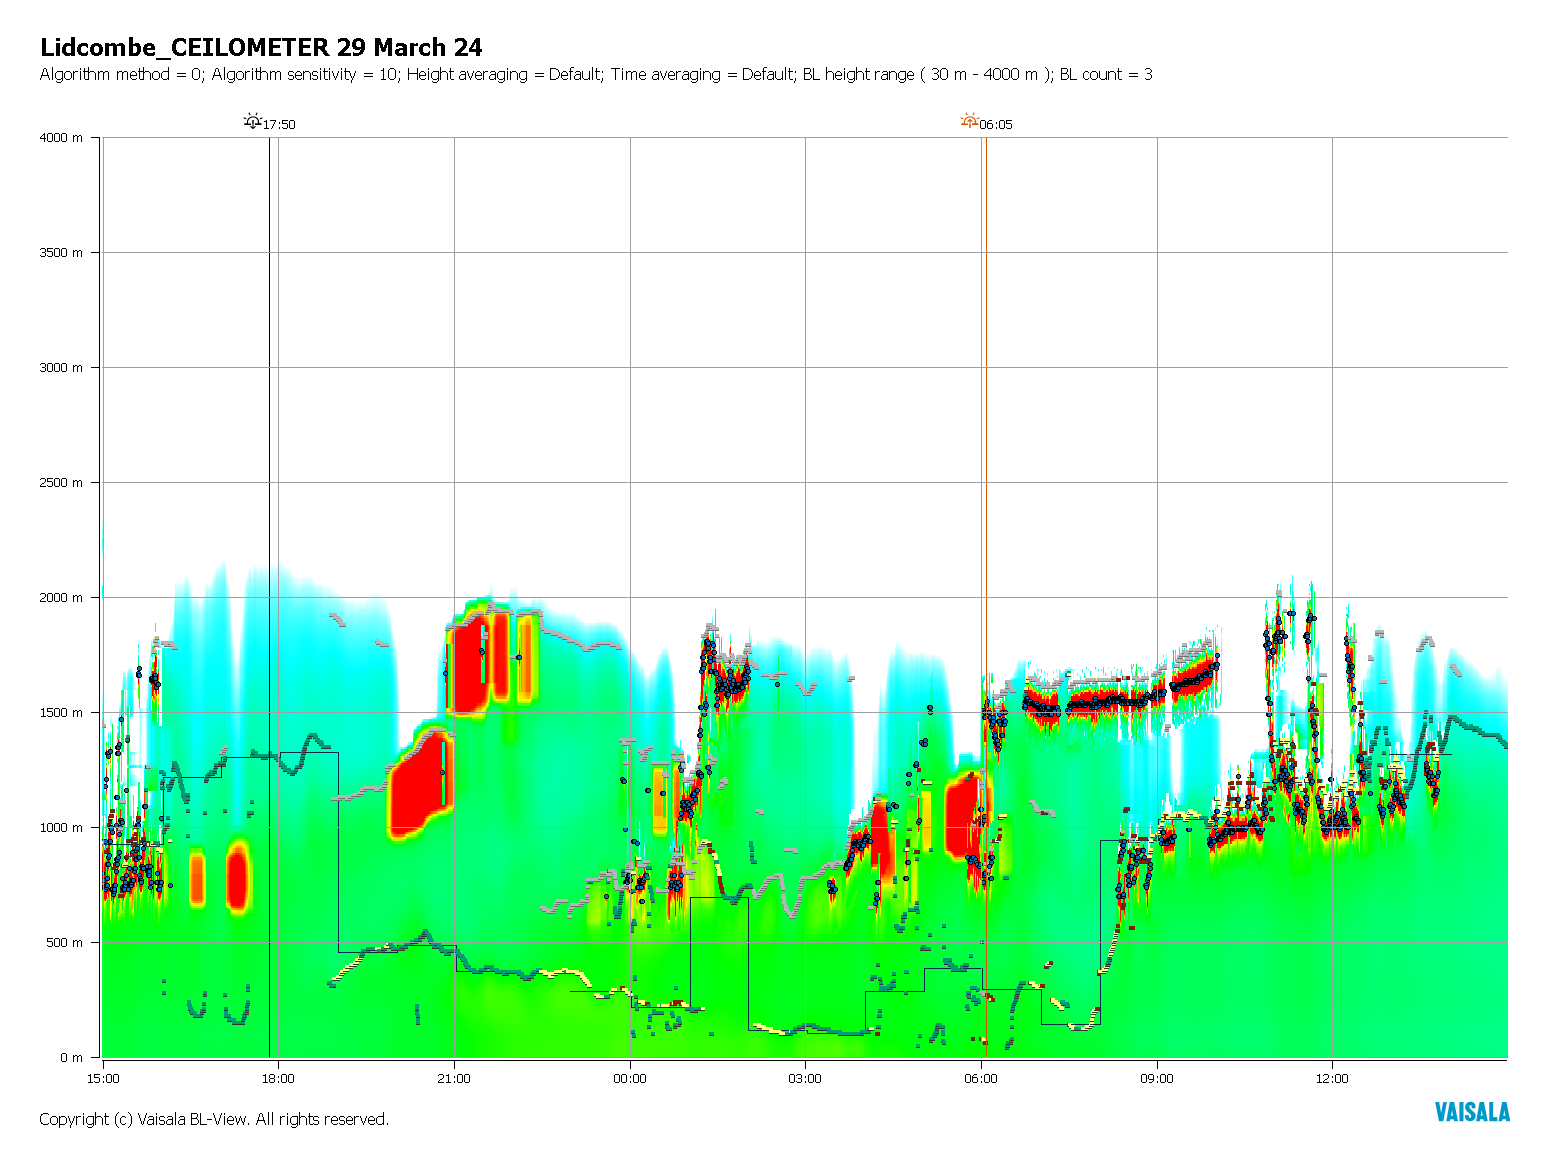 Lidcombe_CEILOMETER 29 March 24
Algorithm method = 0; Algorithm sensitivity = 10; Height averaging = Default; Time averaging = Default; BL height range ( 30 m - 4000 m ); BL count = 3
17:50
06:05
4000 m
3500 m
3000 m
2500 m
2000 m
1500 m
1000 m
500 m
0 m
15:00
18:00
21:00
00:00
03:00
06:00
09:00
12:00
Copyright (c) Vaisala BL-View. All rights reserved.
VAISALA